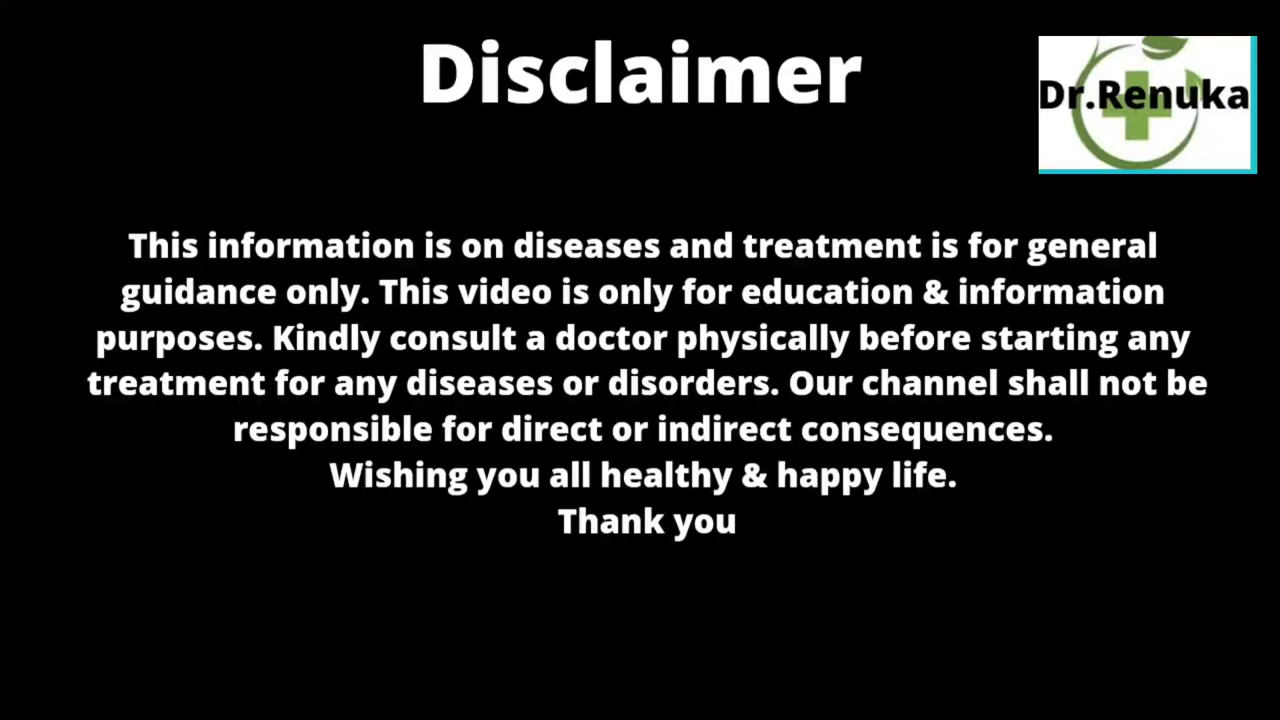 Disclaimer
Dr.Renuka
This information is on diseases and treatment is for general
guidance only. This video is only for education & information
purposes. Kindly consult a doctor physically before starting any
treatment for any diseases or disorders. Our channel shall not be
responsible for direct or indirect consequences.
Wishing you all healthy & happy life.
Thank you